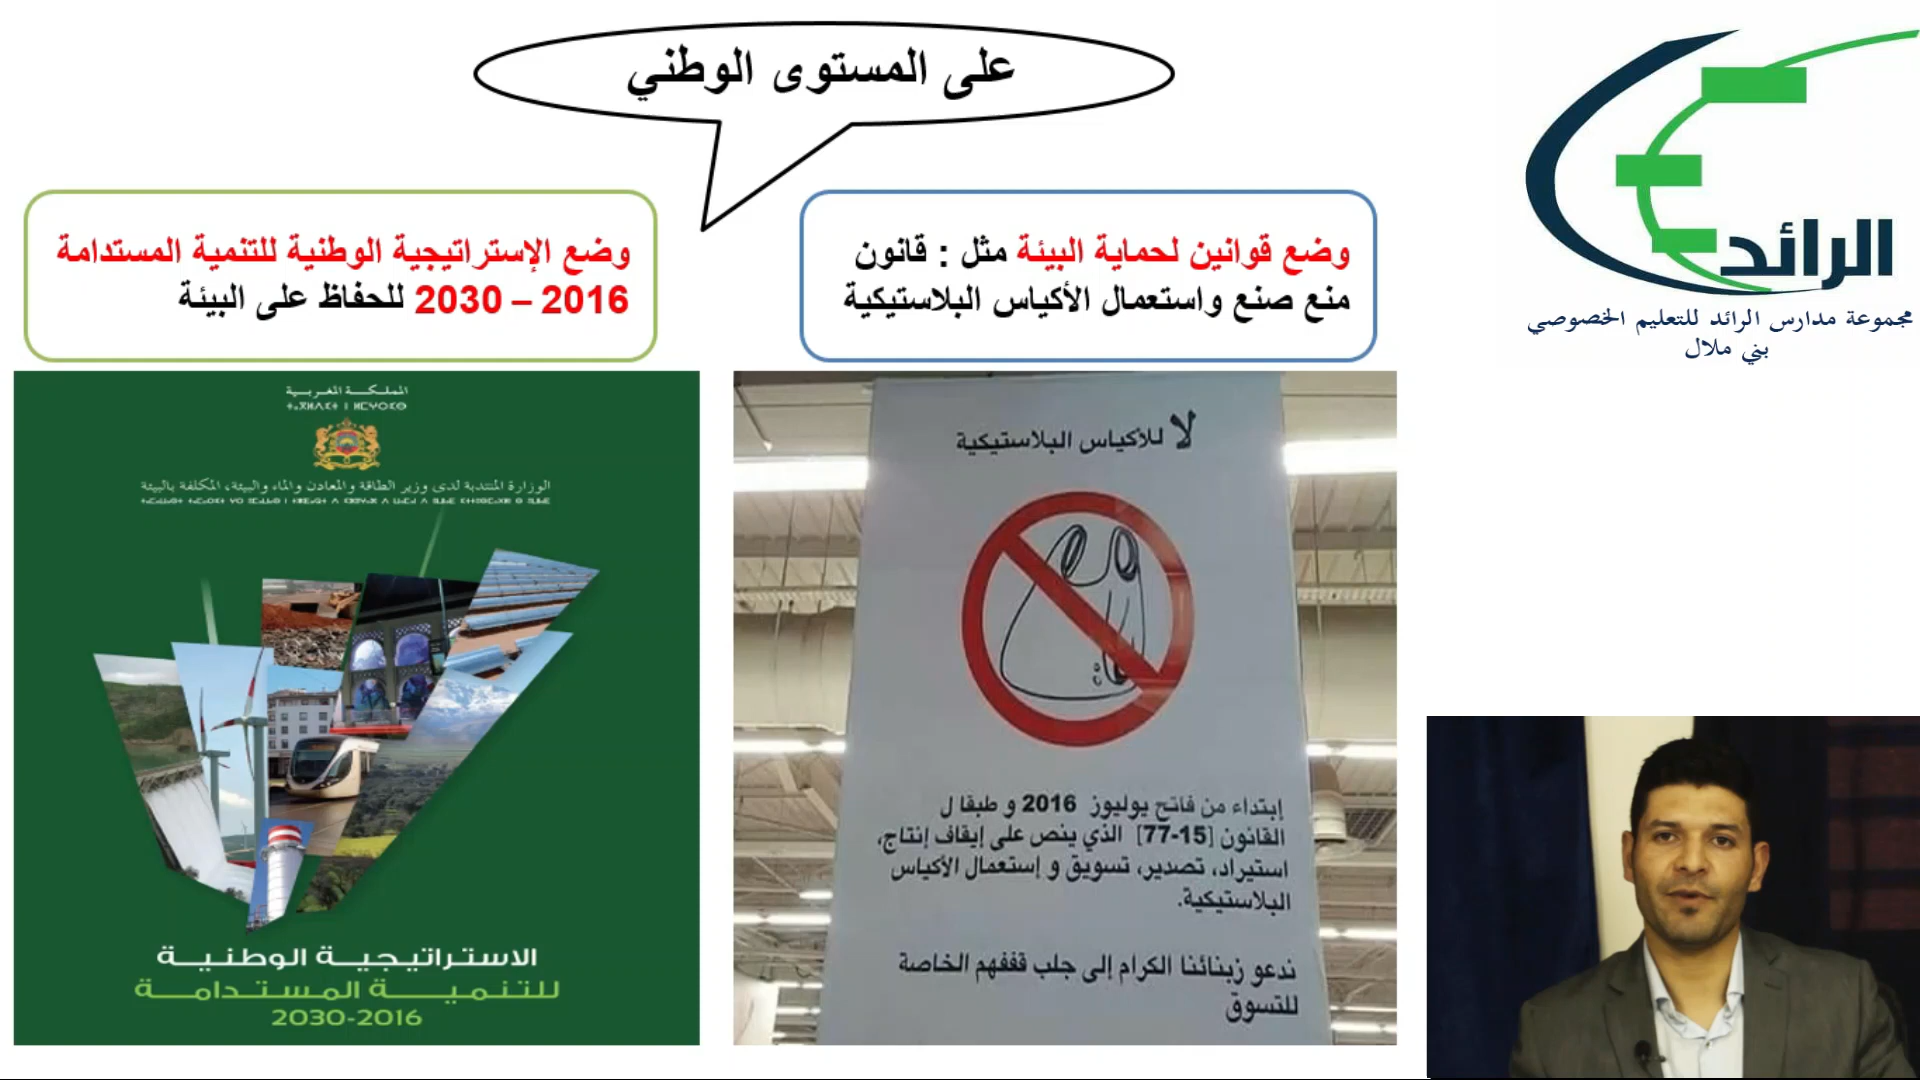 على المستوى الوطني
وضع قوانين لحماية البيئة مثل : قانون
منع صنع واستعمال الأكياس البلاستيكية
وضع الإستراتيجية الوطنية للتنمية المستدامة
2016 – 2030 للحفاظ على البيئة
الرائد
مجموعة مدارس الرائد للتعليم الخصوصي
بني ملال
لا للأكياس البلاستيكية
إبتداء من فاتح يوليوز 2016 و طبقا ل
القانون [15-77] الذي ينص على إيقاف إنتاج،
استيراد، تصدير، تسويق و إستعمال الأكياس
البلاستيكية.
ندعو زبنائنا الكرام إلى جلب قففهم الخاصة
للتسوق
المملكة المغربية
ⵜⴰⴳⵍⴷⵉⵜ ⵏ ⵍⵎⵖⵔⵉⴱ
الوزارة المنتدبة لدى وزير الطاقة والمعادن والماء والبيئة، المكلفة بالبيئة
الاستراتيجية الوطنية
للتنمية المستدامة
2030-2016